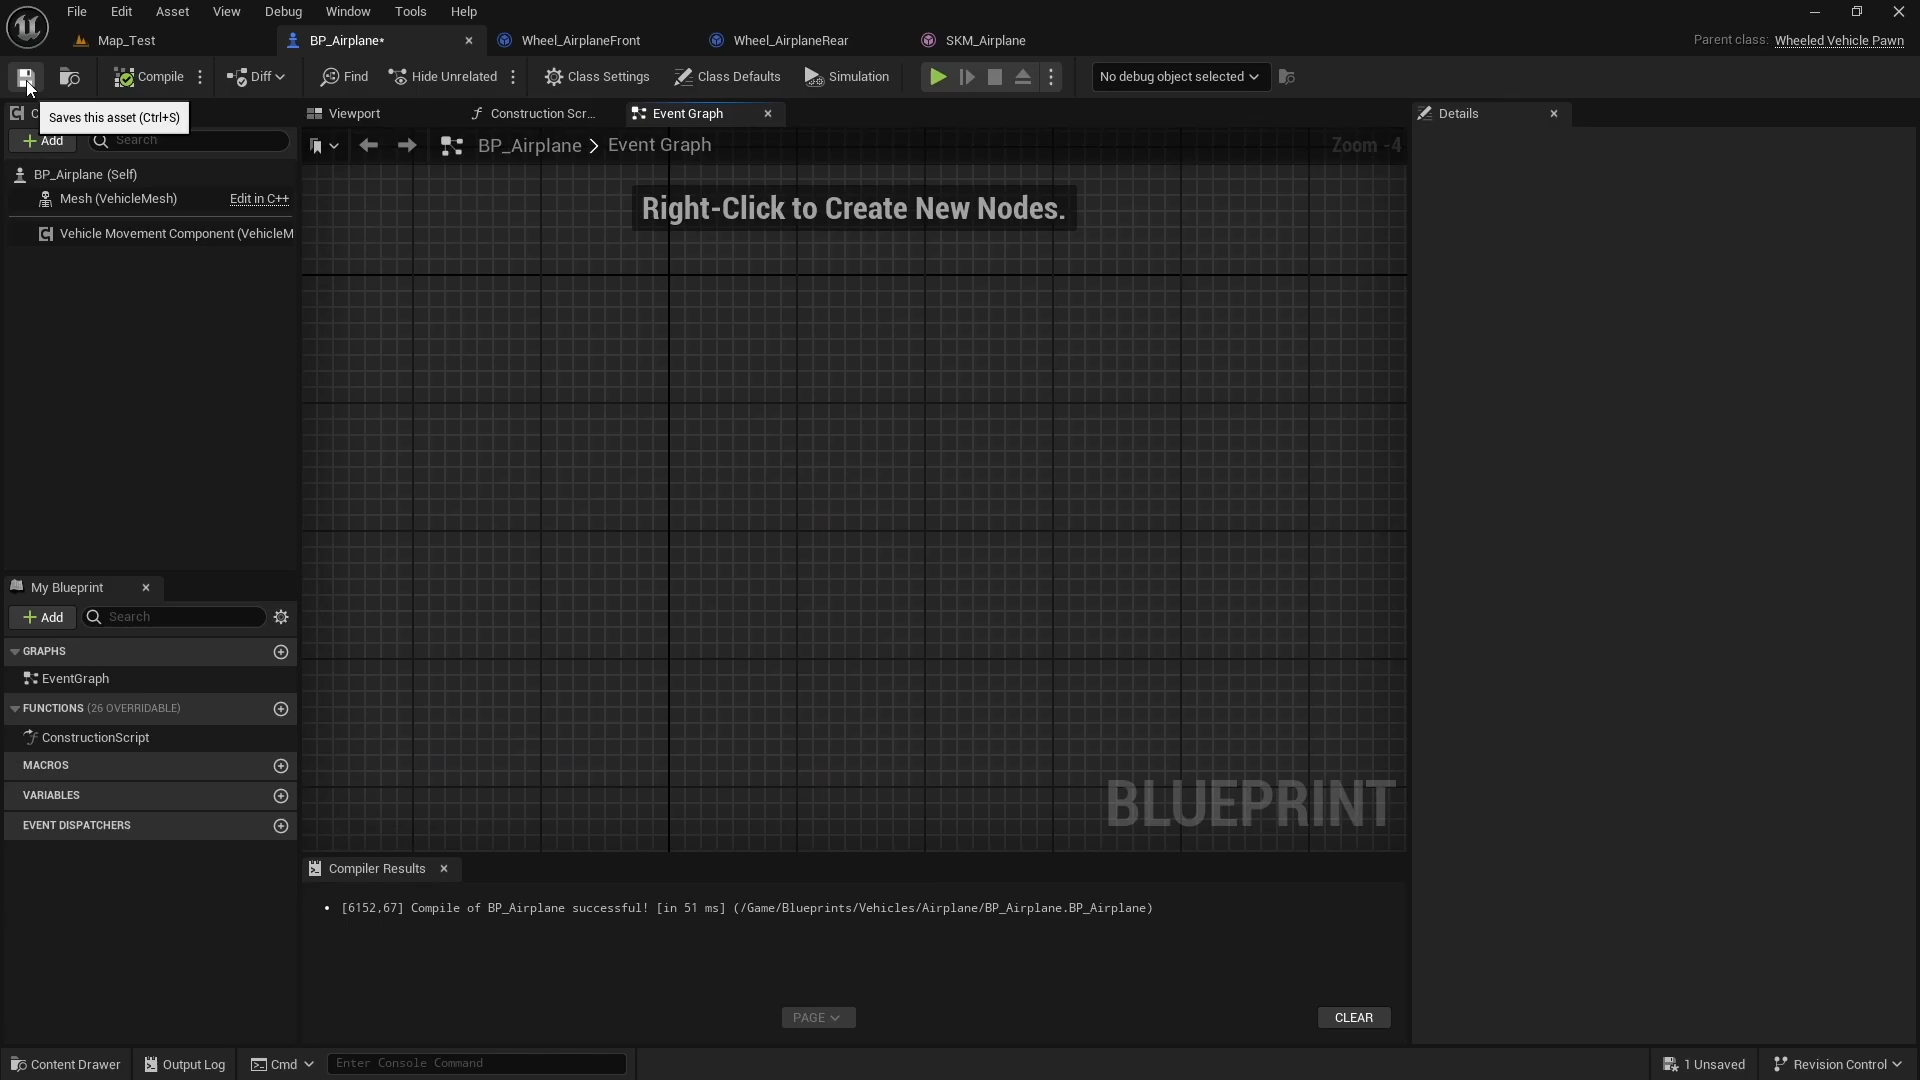 File Edit Asset View Debug Window Tools Help
Map_Test BP_Airplane* Wheel_AirplaneFront Wheel_AirplaneRear SKM_Airplane Parent class: Wheeled Vehicle Pawn
Compile Diff Find Hide Unrelated Class Settings Class Defaults Simulation No debug object selected
C
Saves this asset (Ctrl+S)
Viewport Construction Scr... Event Graph Details
Add Search
BP_Airplane > Event Graph Zoom -4
BP_Airplane (Self)
Mesh (VehicleMesh) Edit in C++
Vehicle Movement Component (VehicleM
Right-Click to Create New Nodes.
My Blueprint
Add Search
GRAPHS
EventGraph
FUNCTIONS (26 OVERRIDABLE)
ConstructionScript
MACROS
VARIABLES
EVENT DISPATCHERS
BLUEPRINT
Compiler Results
[6152,67] Compile of BP_Airplane successful! [in 51 ms] (/Game/Blueprints/Vehicles/Airplane/BP_Airplane.BP_Airplane)
PAGE CLEAR
Content Drawer Output Log Cmd Enter Console Command 1 Unsaved Revision Control